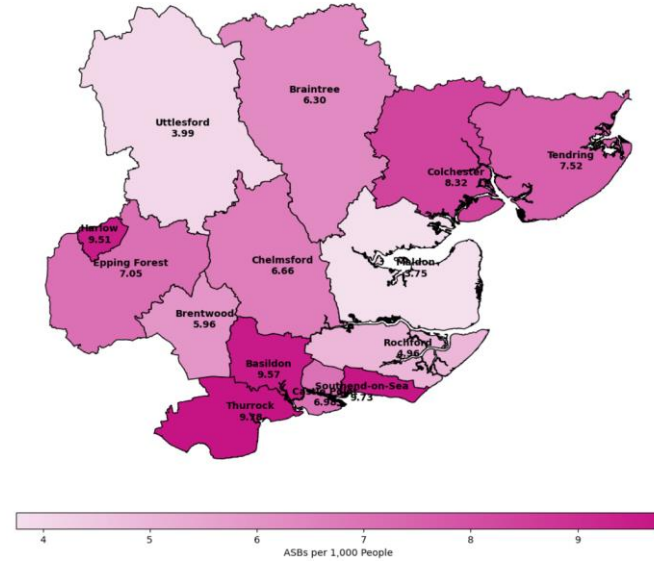 Braintree
6.30
Uttlesford
3.99
Tendring
7.52
Colchester
8.32
Harlow
9.51
Epping Forest
7.05
Chelmsford
6.66
Maldon
3.75
Brentwood
5.96
Rochford
4.96
Basildon
9.57
Southend-on-Sea
9.73
Castle Point
6.98
Thurrock
9.78
4 5 6 7 8 9
ASBs per 1,000 People